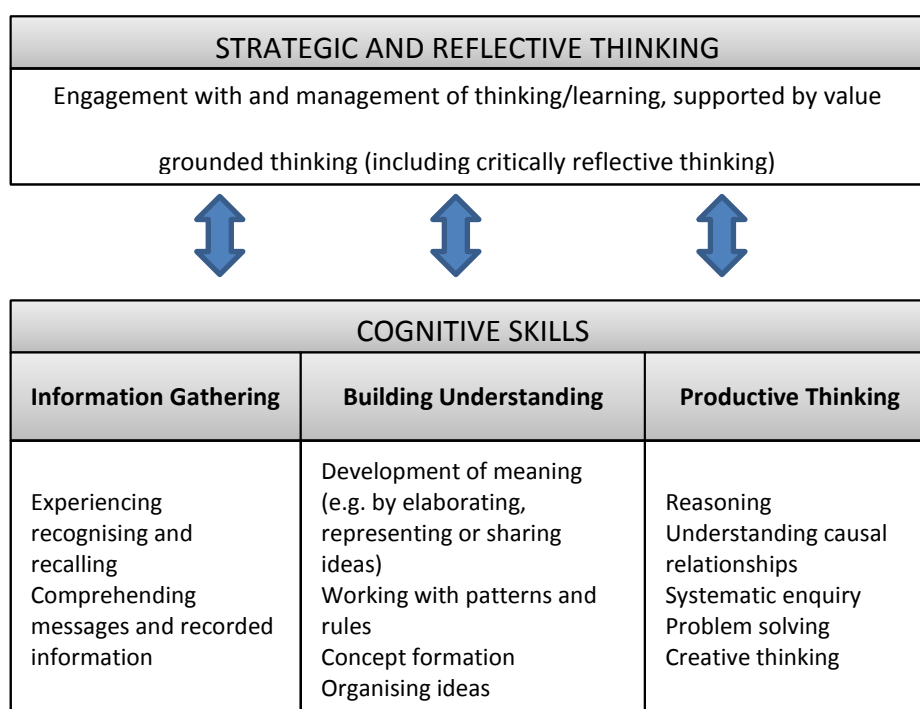 STRATEGIC AND REFLECTIVE THINKING
Engagement with and management of thinking/learning, supported by value
grounded thinking (including critically reflective thinking)
COGNITIVE SKILLS
Information Gathering
Building Understanding
Productive Thinking
Experiencing
recognising and
recalling
Comprehending
messages and recorded
information
Development of meaning
(e.g. by elaborating,
representing or sharing
ideas)
Working with patterns and
rules
Concept formation
Organising ideas
Reasoning
Understanding causal
relationships
Systematic enquiry
Problem solving
Creative thinking